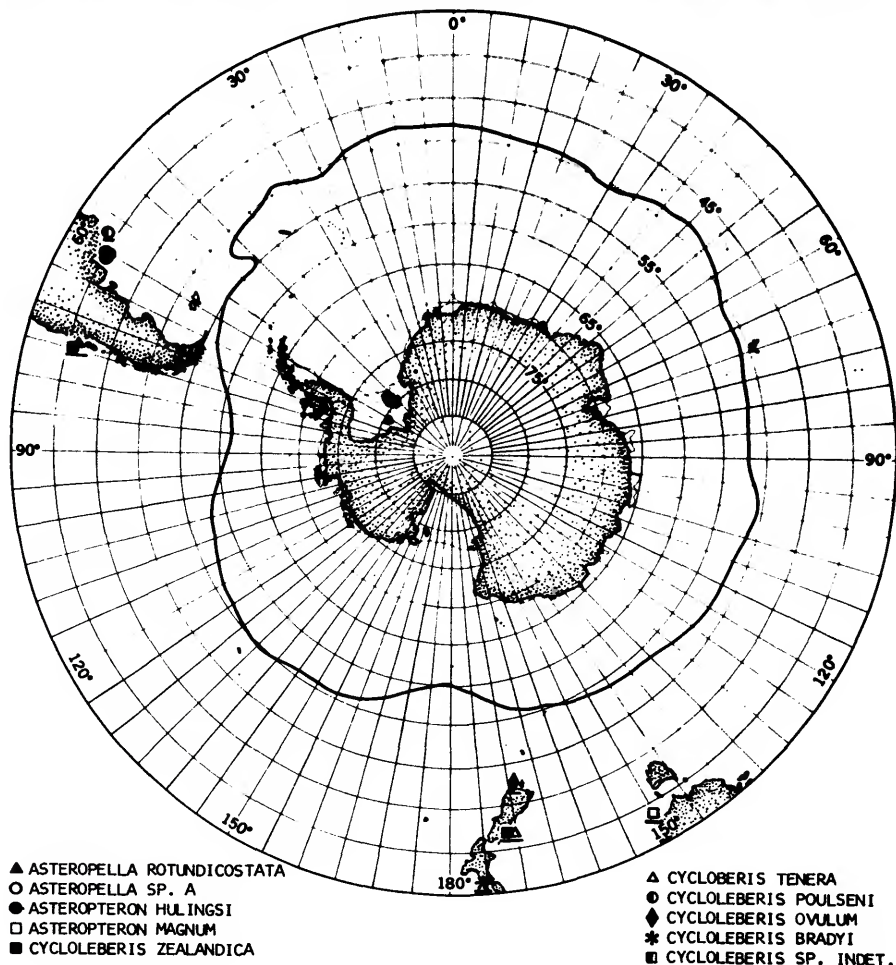 0°
30°
30°
45°
60°
60°
55°
65°
75°
90°
90°
120°
120°
150°
150°
180°
▲ ASTEROPELLA ROTUNDICOSTATA
○ ASTEROPELLA SP. A
● ASTEROPTERON HULINGSI
□ ASTEROPTERON MAGNUM
■ CYCLOLEBERIS ZEALANDICA
△ CYCLOBERIS TENERA
◐ CYCLOLEBERIS POULSENI
◆ CYCLOLEBERIS OVULUM
✱ CYCLOLEBERIS BRADYI
◧ CYCLOLEBERIS SP. INDET.